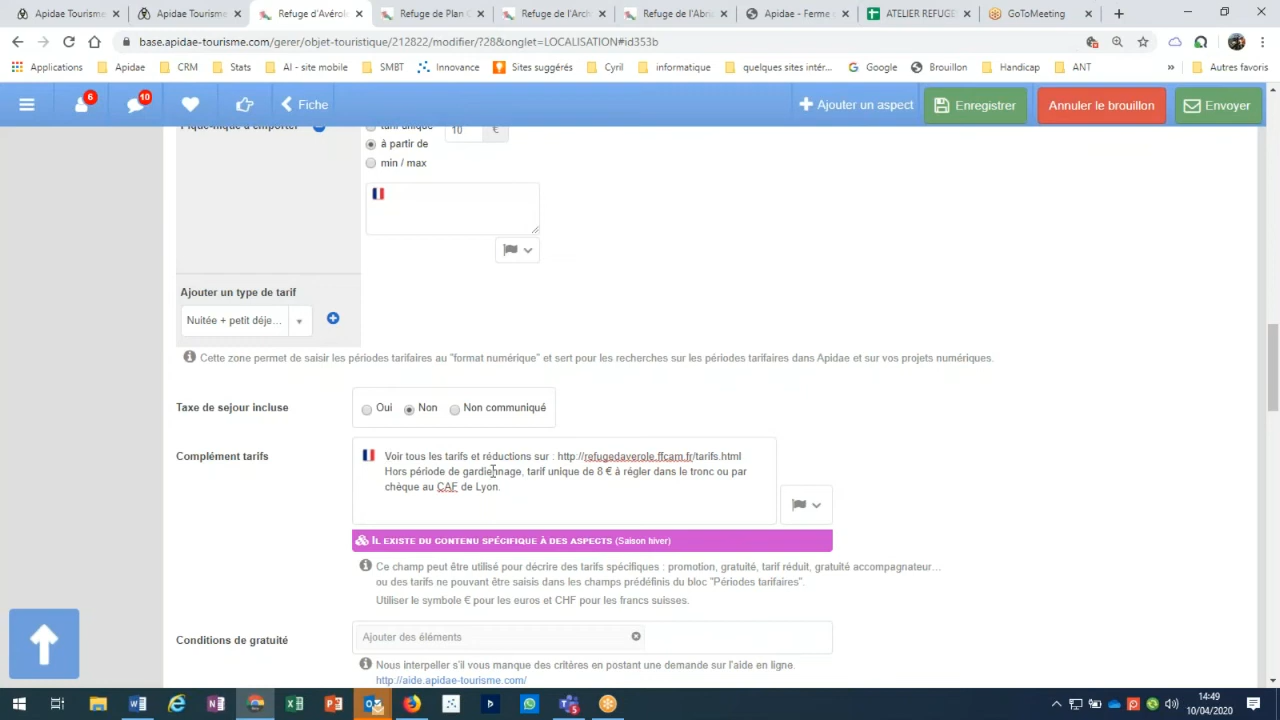 Apidae Tourisme
Apidae Tourisme
Refuge d'Avérol
Refuge de Plan C
Refuge de l'Arch
Refuge de l'Abri
Apidae - Ferme
ATELIER REFUGE
GoToMeeting
base.apidae-tourisme.com/gerer/objet-touristique/212822/modifier/?28&onglet=LOCALISATION#id353b
Applications
Apidae
CRM
Stats
AI - site mobile
SMBT
Innovance
Sites suggérés
Cyril
informatique
quelques sites intér...
Google
Brouillon
Handicap
ANT
»
Autres favoris
6
10
Fiche
Ajouter un aspect
Enregistrer
Annuler le brouillon
Envoyer
Pique-nique à emporter
tarif unique
10
€
à partir de
min / max
Ajouter un type de tarif
Nuitée + petit déje...
Cette zone permet de saisir les périodes tarifaires au "format numérique" et sert pour les recherches sur les périodes tarifaires dans Apidae et sur vos projets numériques.
Taxe de sejour incluse
Oui
Non
Non communiqué
Complément tarifs
Voir tous les tarifs et réductions sur : http://refugedaverole.ffcam.fr/tarifs.html
Hors période de gardiennage, tarif unique de 8 € à régler dans le tronc ou par
chèque au CAF de Lyon.
IL EXISTE DU CONTENU SPÉCIFIQUE À DES ASPECTS (Saison hiver)
Ce champ peut être utilisé pour décrire des tarifs spécifiques : promotion, gratuité, tarif réduit, gratuité accompagnateur…
ou des tarifs ne pouvant être saisis dans les champs prédéfinis du bloc "Périodes tarifaires".
Utiliser le symbole € pour les euros et CHF pour les francs suisses.
Conditions de gratuité
Ajouter des éléments
Nous interpeller s'il vous manque des critères en postant une demande sur l'aide en ligne.
http://aide.apidae-tourisme.com/
14:49
10/04/2020